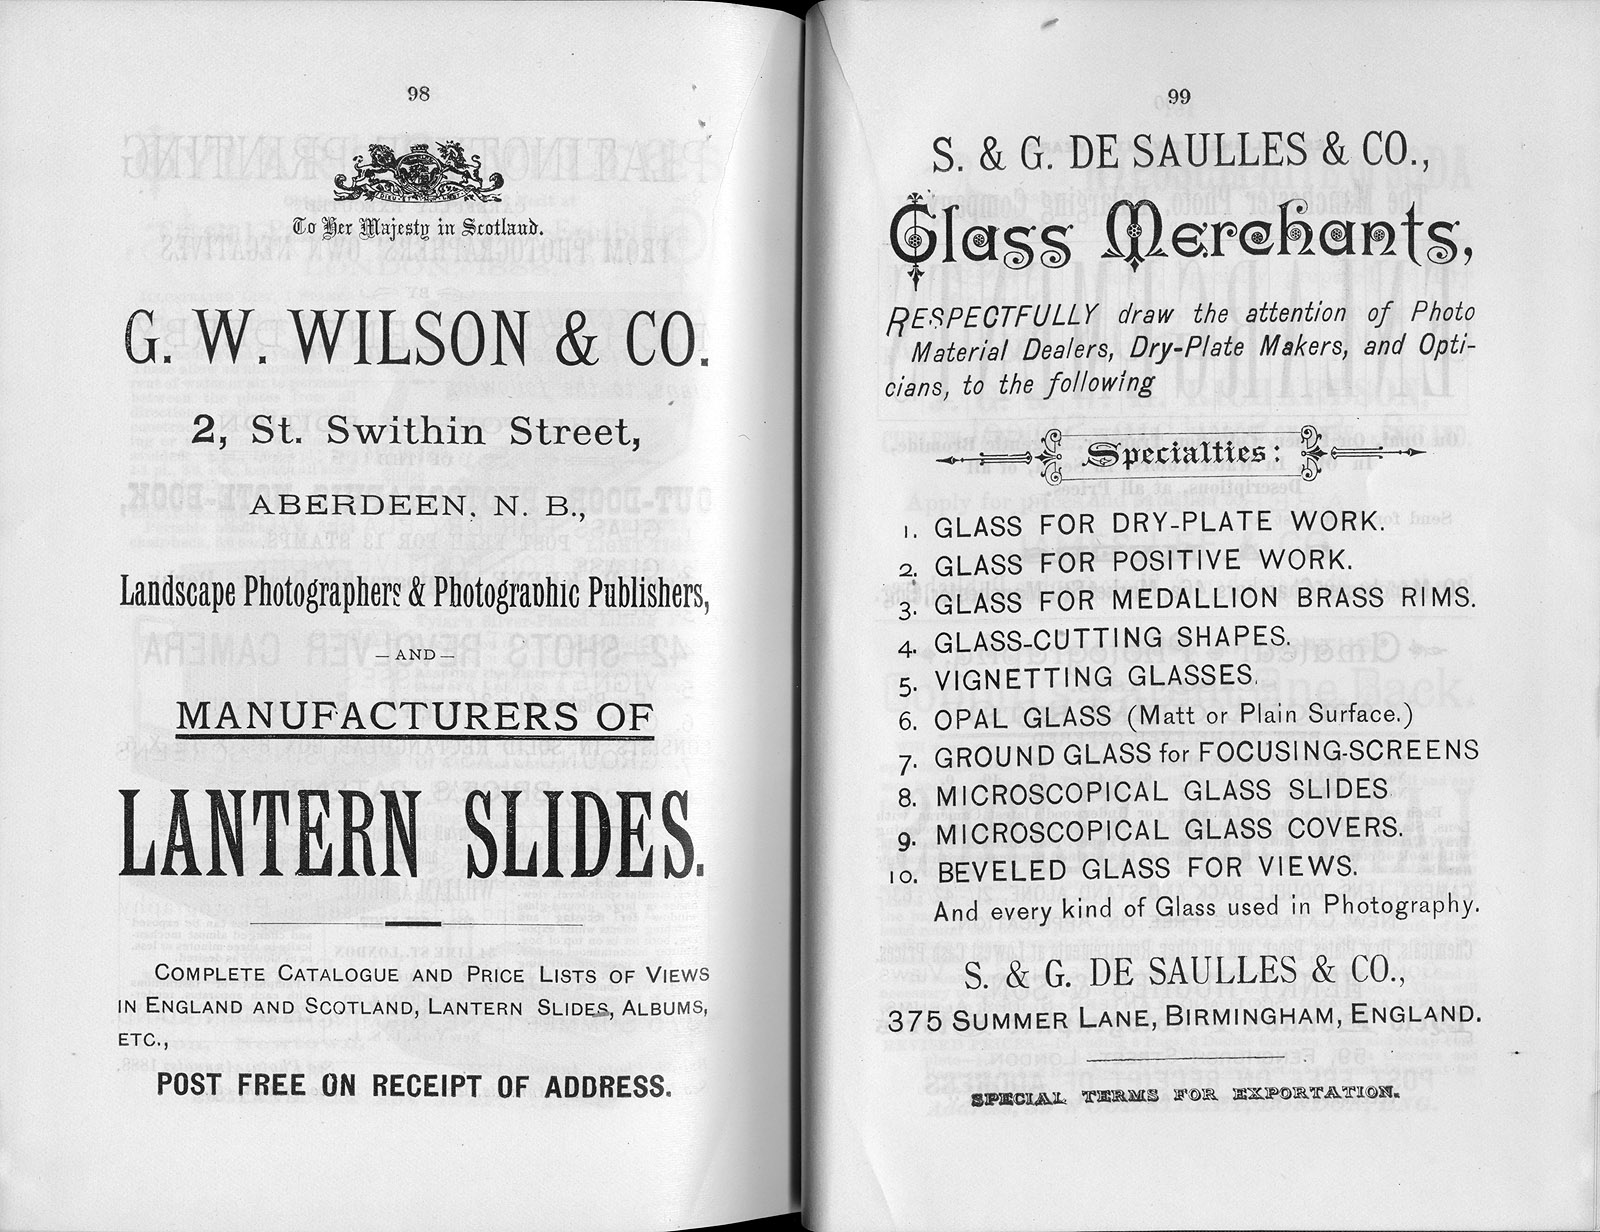 98
To Her Majesty in Scotland.
G. W. WILSON & CO.
2, St. Swithin Street,
ABERDEEN, N. B.,
Landscape Photographers & Photographic Publishers,
— AND —
MANUFACTURERS OF
LANTERN SLIDES.
COMPLETE CATALOGUE AND PRICE LISTS OF VIEWS
IN ENGLAND AND SCOTLAND, LANTERN SLIDES, ALBUMS,
ETC.,
POST FREE ON RECEIPT OF ADDRESS.
99
S. & G. DE SAULLES & CO.,
Glass Merchants,
RESPECTFULLY draw the attention of Photo
Material Dealers, Dry-Plate Makers, and Opti-
cians, to the following
Specialties:
1. GLASS FOR DRY-PLATE WORK.
2. GLASS FOR POSITIVE WORK.
3. GLASS FOR MEDALLION BRASS RIMS.
4. GLASS-CUTTING SHAPES.
5. VIGNETTING GLASSES.
6. OPAL GLASS (Matt or Plain Surface.)
7. GROUND GLASS for FOCUSING-SCREENS
8. MICROSCOPICAL GLASS SLIDES
9. MICROSCOPICAL GLASS COVERS.
10. BEVELED GLASS FOR VIEWS.
And every kind of Glass used in Photography.
S. & G. DE SAULLES & CO.,
375 SUMMER LANE, BIRMINGHAM, ENGLAND.
SPECIAL TERMS FOR EXPORTATION.